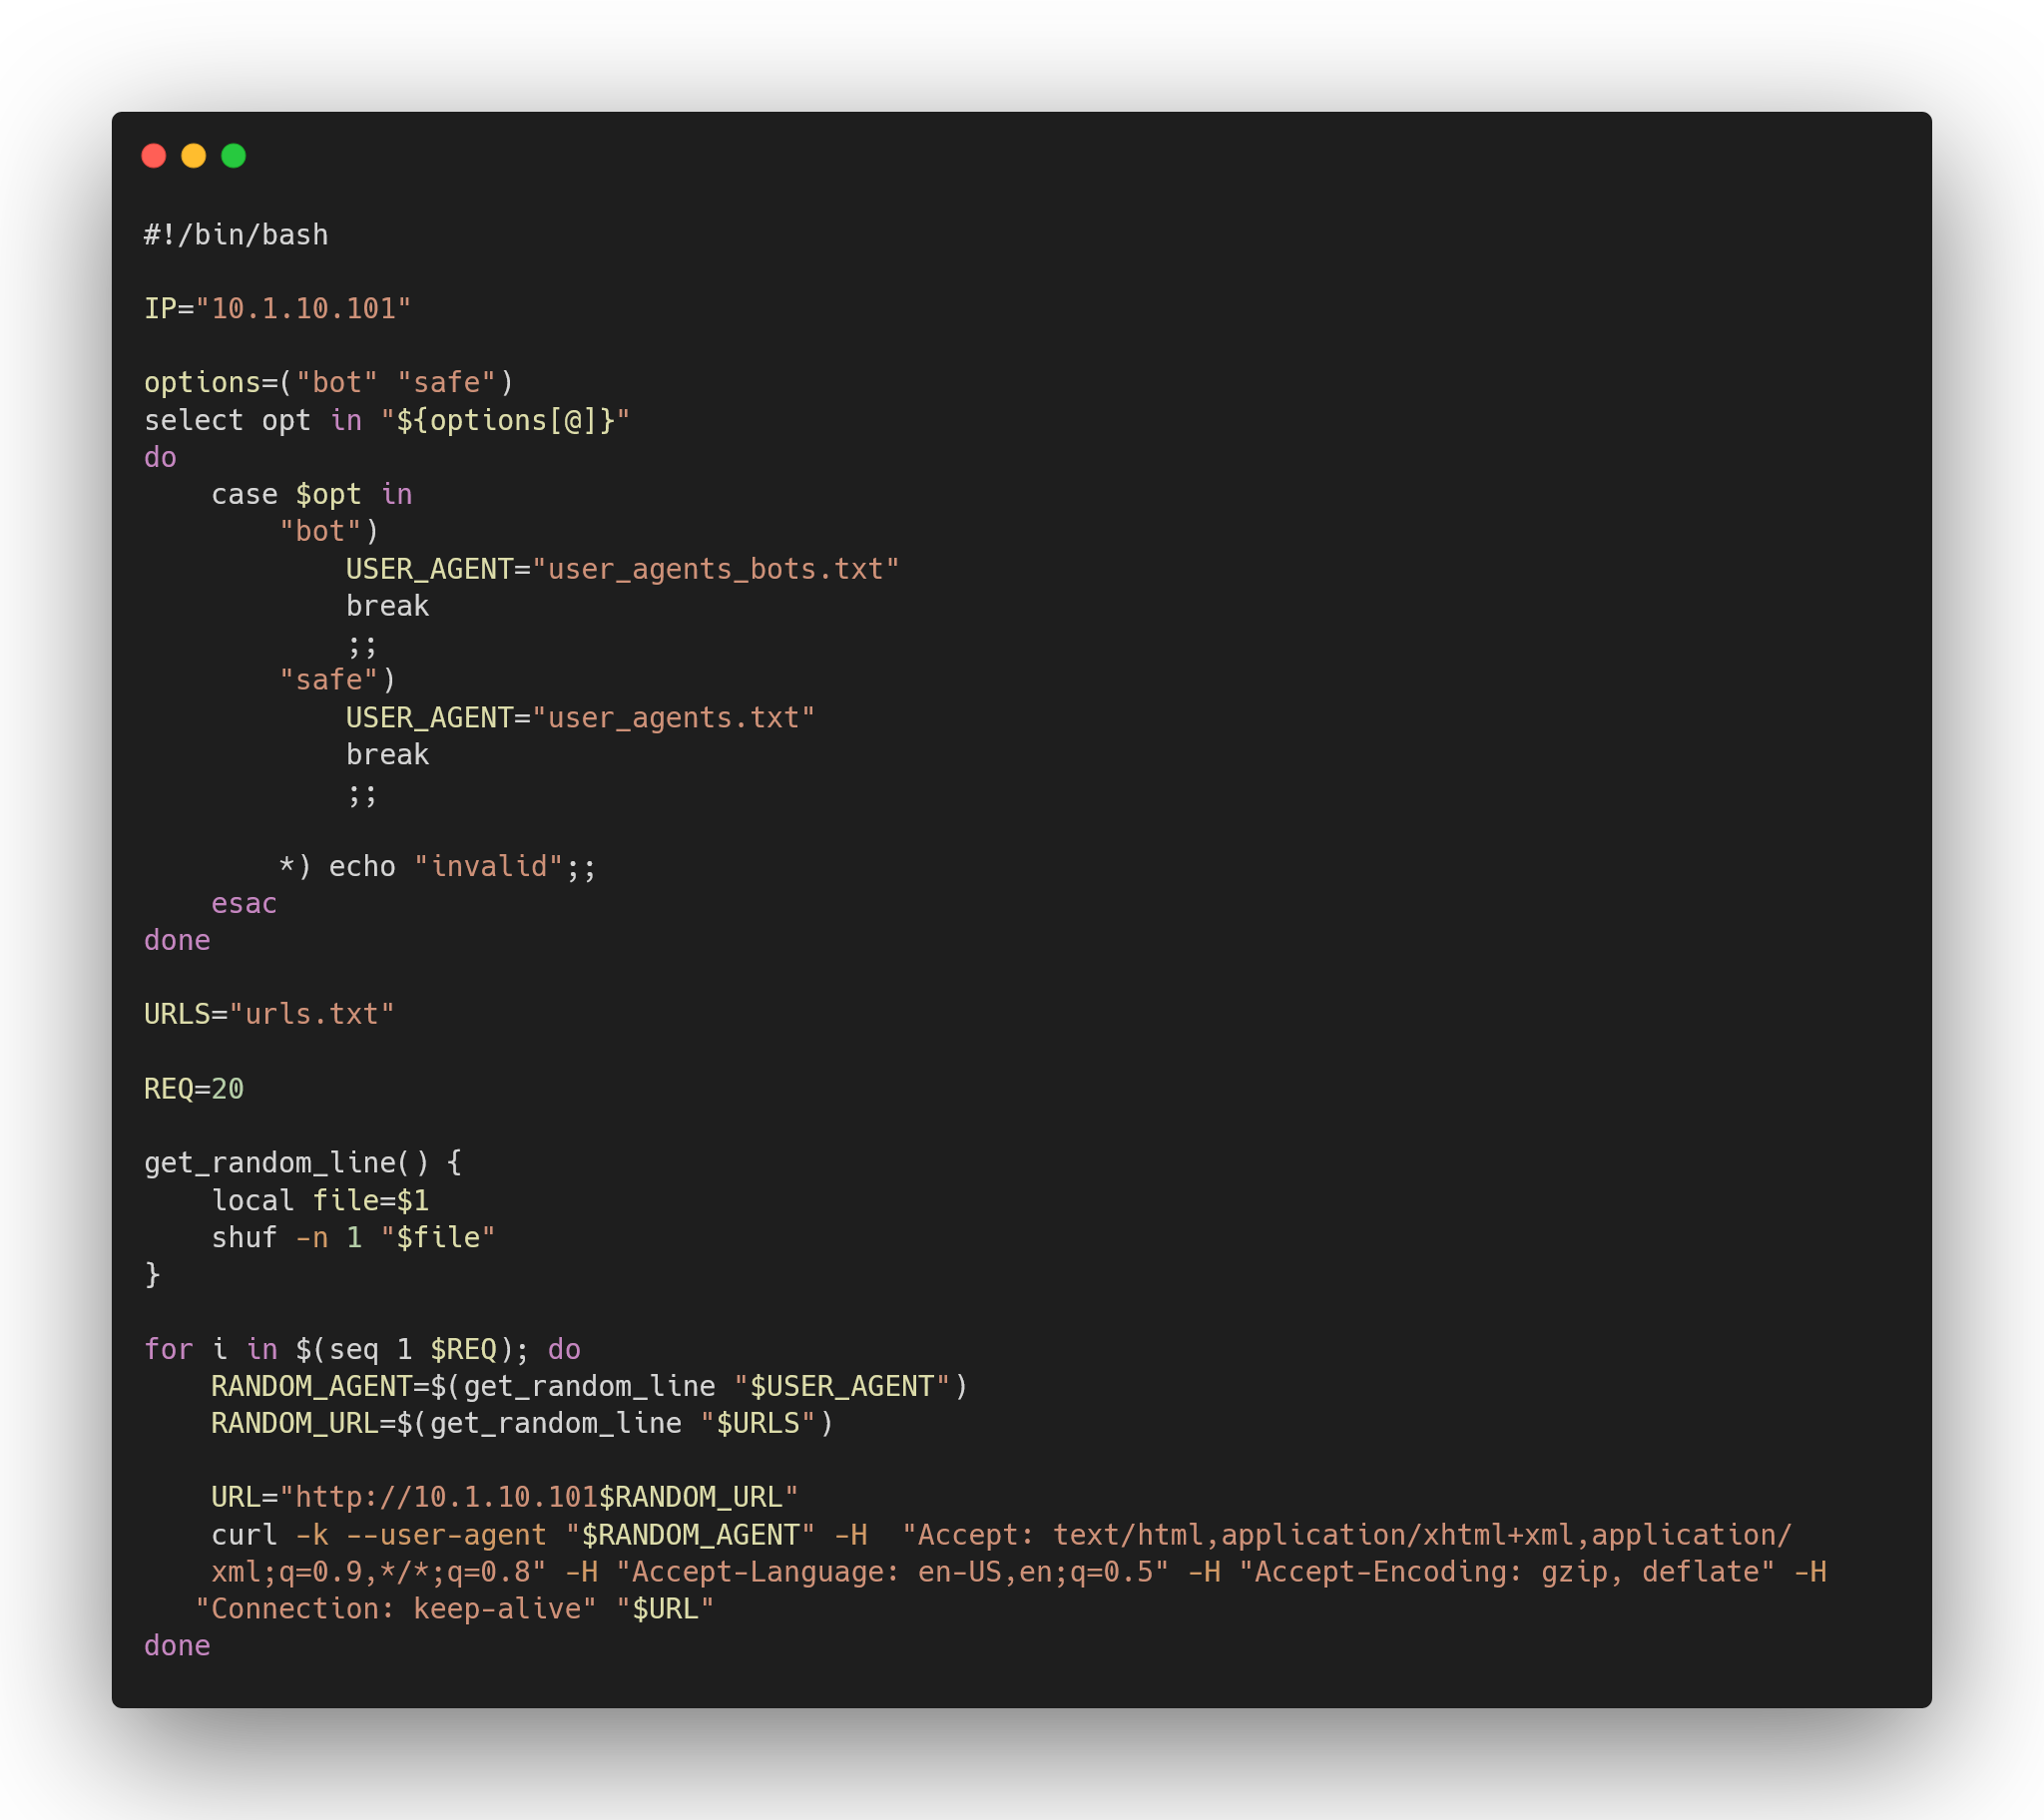 #!/bin/bash
IP="10.1.10.101"
options=("bot" "safe")
select opt in "${options[@]}"
do
    case $opt in
        "bot")
            USER_AGENT="user_agents_bots.txt"
            break
            ;;
        "safe")
            USER_AGENT="user_agents.txt"
            break
            ;;
        *) echo "invalid";;
    esac
done
URLS="urls.txt"
REQ=20
get_random_line() {
    local file=$1
    shuf -n 1 "$file"
}
for i in $(seq 1 $REQ); do
    RANDOM_AGENT=$(get_random_line "$USER_AGENT")
    RANDOM_URL=$(get_random_line "$URLS")
    URL="http://10.1.10.101$RANDOM_URL"
    curl -k --user-agent "$RANDOM_AGENT" -H  "Accept: text/html,application/xhtml+xml,application/
    xml;q=0.9,*/*;q=0.8" -H "Accept-Language: en-US,en;q=0.5" -H "Accept-Encoding: gzip, deflate" -H
   "Connection: keep-alive" "$URL"
done